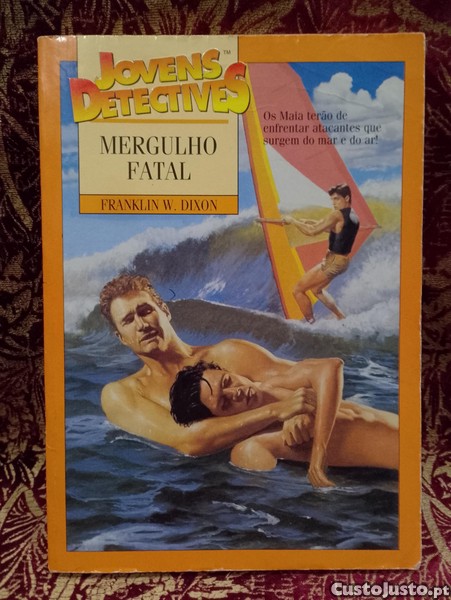 JOVENS™
DETECTIVES
MERGULHO
FATAL
FRANKLIN W. DIXON
Os Maia terão de
enfrentar atacantes que
surgem do mar e do ar!
CustoJusto.pt